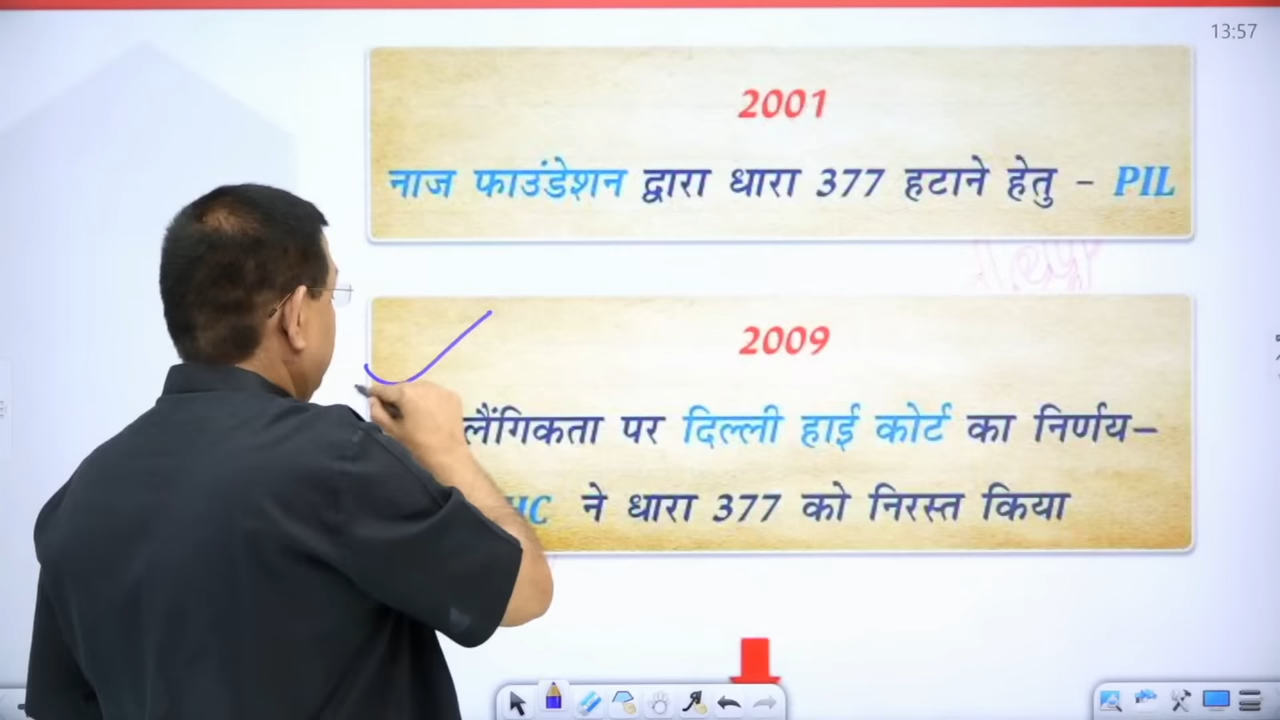 13:57
2001
नाज फाउंडेशन द्वारा धारा 377 हटाने हेतु - PIL
2009
लैंगिकता पर दिल्ली हाई कोर्ट का निर्णय–
HC ने धारा 377 को निरस्त किया